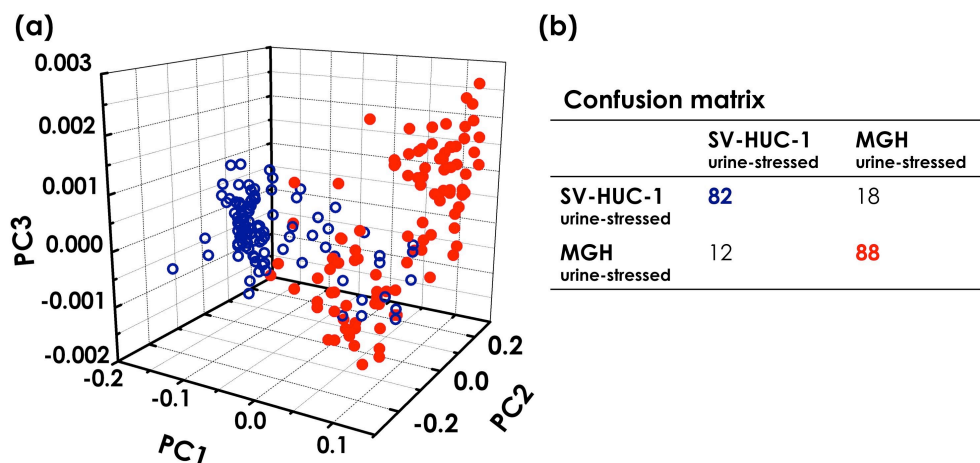 (a)
0.003
0.002
0.001
0.000
-0.001
-0.002
PC3
-0.2
-0.1
0.0
0.1
PC1
-0.2
0.0
0.2
PC2
(b)
Confusion matrix
SV-HUC-1 MGH
urine-stressed urine-stressed
SV-HUC-1 82 18
urine-stressed
MGH 12 88
urine-stressed